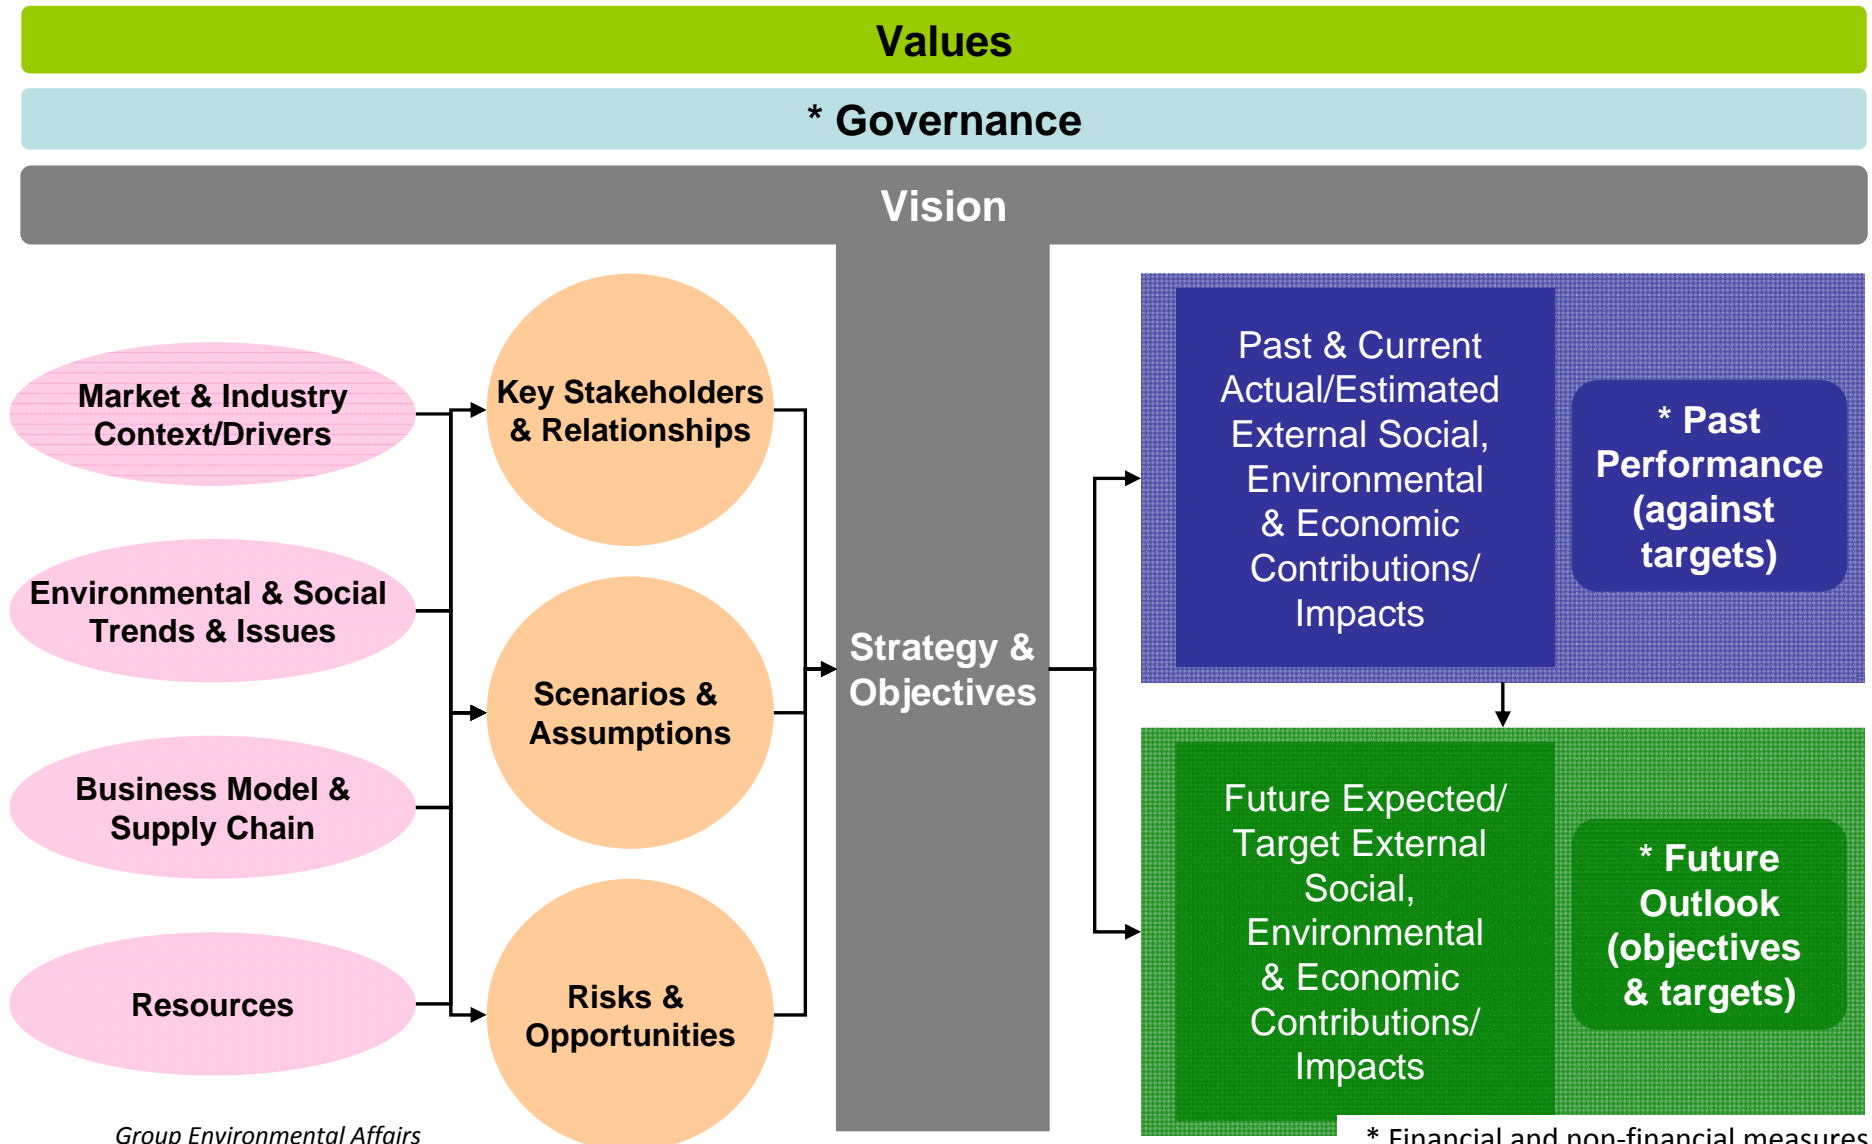 Values
* Governance
Vision
Market & Industry
Context/Drivers
Environmental & Social
Trends & Issues
Business Model &
Supply Chain
Resources
Key Stakeholders
& Relationships
Scenarios &
Assumptions
Risks &
Opportunities
Strategy &
Objectives
Past & Current
Actual/Estimated
External Social,
Environmental
& Economic
Contributions/
Impacts
* Past
Performance
(against
targets)
Future Expected/
Target External
Social,
Environmental
& Economic
Contributions/
Impacts
* Future
Outlook
(objectives
& targets)
Group Environmental Affairs
* Financial and non-financial measures